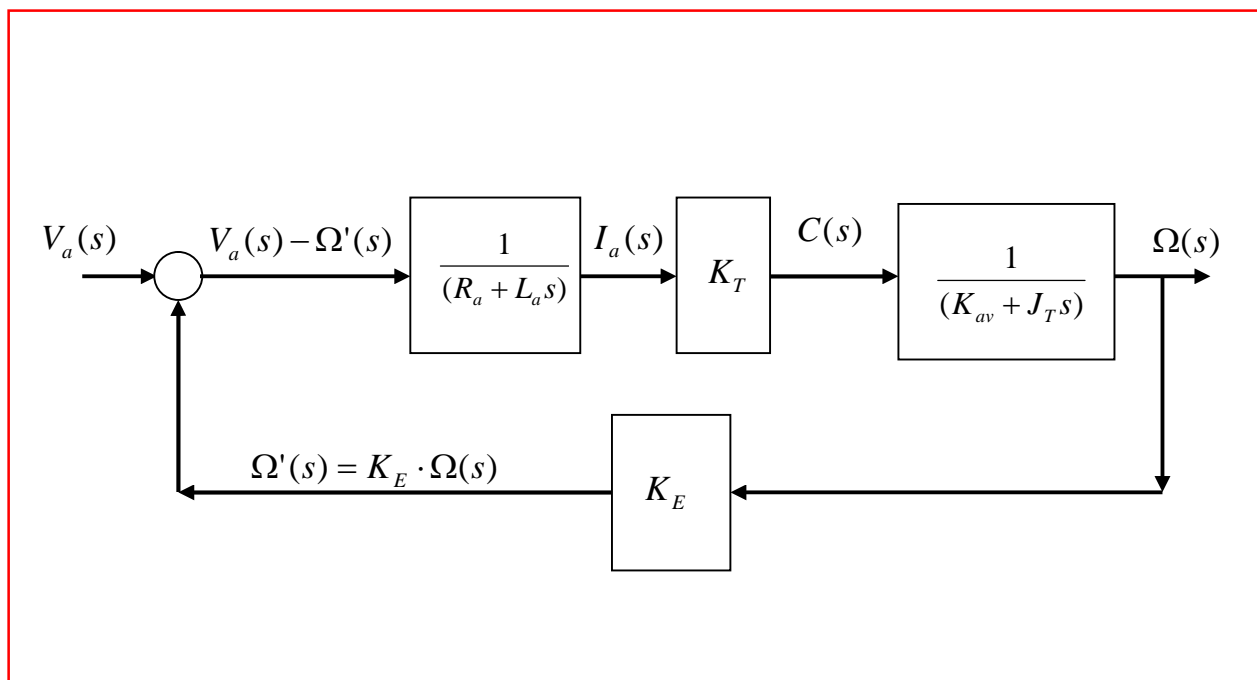 V_a(s)
V_a(s) − Ω'(s)
1
(R_a + L_a s)
I_a(s)
K_T
C(s)
1
(K_av + J_T s)
Ω(s)
Ω'(s) = K_E · Ω(s)
K_E